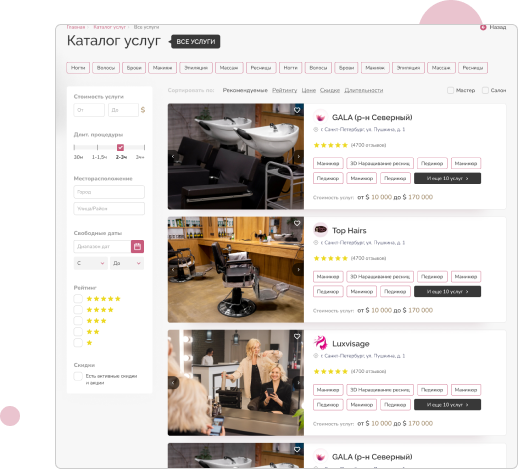 Главная  Каталог услуг  Все услуги
Назад
Каталог услуг  ВСЕ УСЛУГИ
Ногти  Волосы  Брови  Макияж  Эпиляция  Массаж  Ресницы  Ногти  Волосы  Брови  Макияж  Эпиляция  Массаж  Ресницы
Стоимость услуги
От  До  $
Длит. процедуры
30м  1-1,5ч  2-3ч  3ч+
Месторасположение
Город
Улица/Район
Свободные даты
Диапазон дат
С  До
Рейтинг
Скидки
Есть активные скидки
и акции
Сортировать по:  Рекомендуемые  Рейтингу  Цене  Скидке  Длительности  Мастер  Салон
GALA (р-н Северный)
г. Санкт-Петербург, ул. Пушкина, д. 1
(4700 отзывов)
Маникюр  3D Наращивание ресниц  Педикюр  Маникюр
Педикюр  Маникюр  Педикюр  И еще 10 услуг
Стоимость услуг:  от $ 10 000 до $ 170 000
Top Hairs
г. Санкт-Петербург, ул. Пушкина, д. 1
(4700 отзывов)
Маникюр  3D Наращивание ресниц  Педикюр  Маникюр
Педикюр  Маникюр  Педикюр  И еще 10 услуг
Стоимость услуг:  от $ 10 000 до $ 170 000
Luxvisage
г. Санкт-Петербург, ул. Пушкина, д. 1
(4700 отзывов)
Маникюр  3D Наращивание ресниц  Педикюр  Маникюр
Педикюр  Маникюр  Педикюр  И еще 10 услуг
Стоимость услуг:  от $ 10 000 до $ 170 000
GALA (р-н Северный)
г. Санкт-Петербург, ул. Пушкина, д. 1